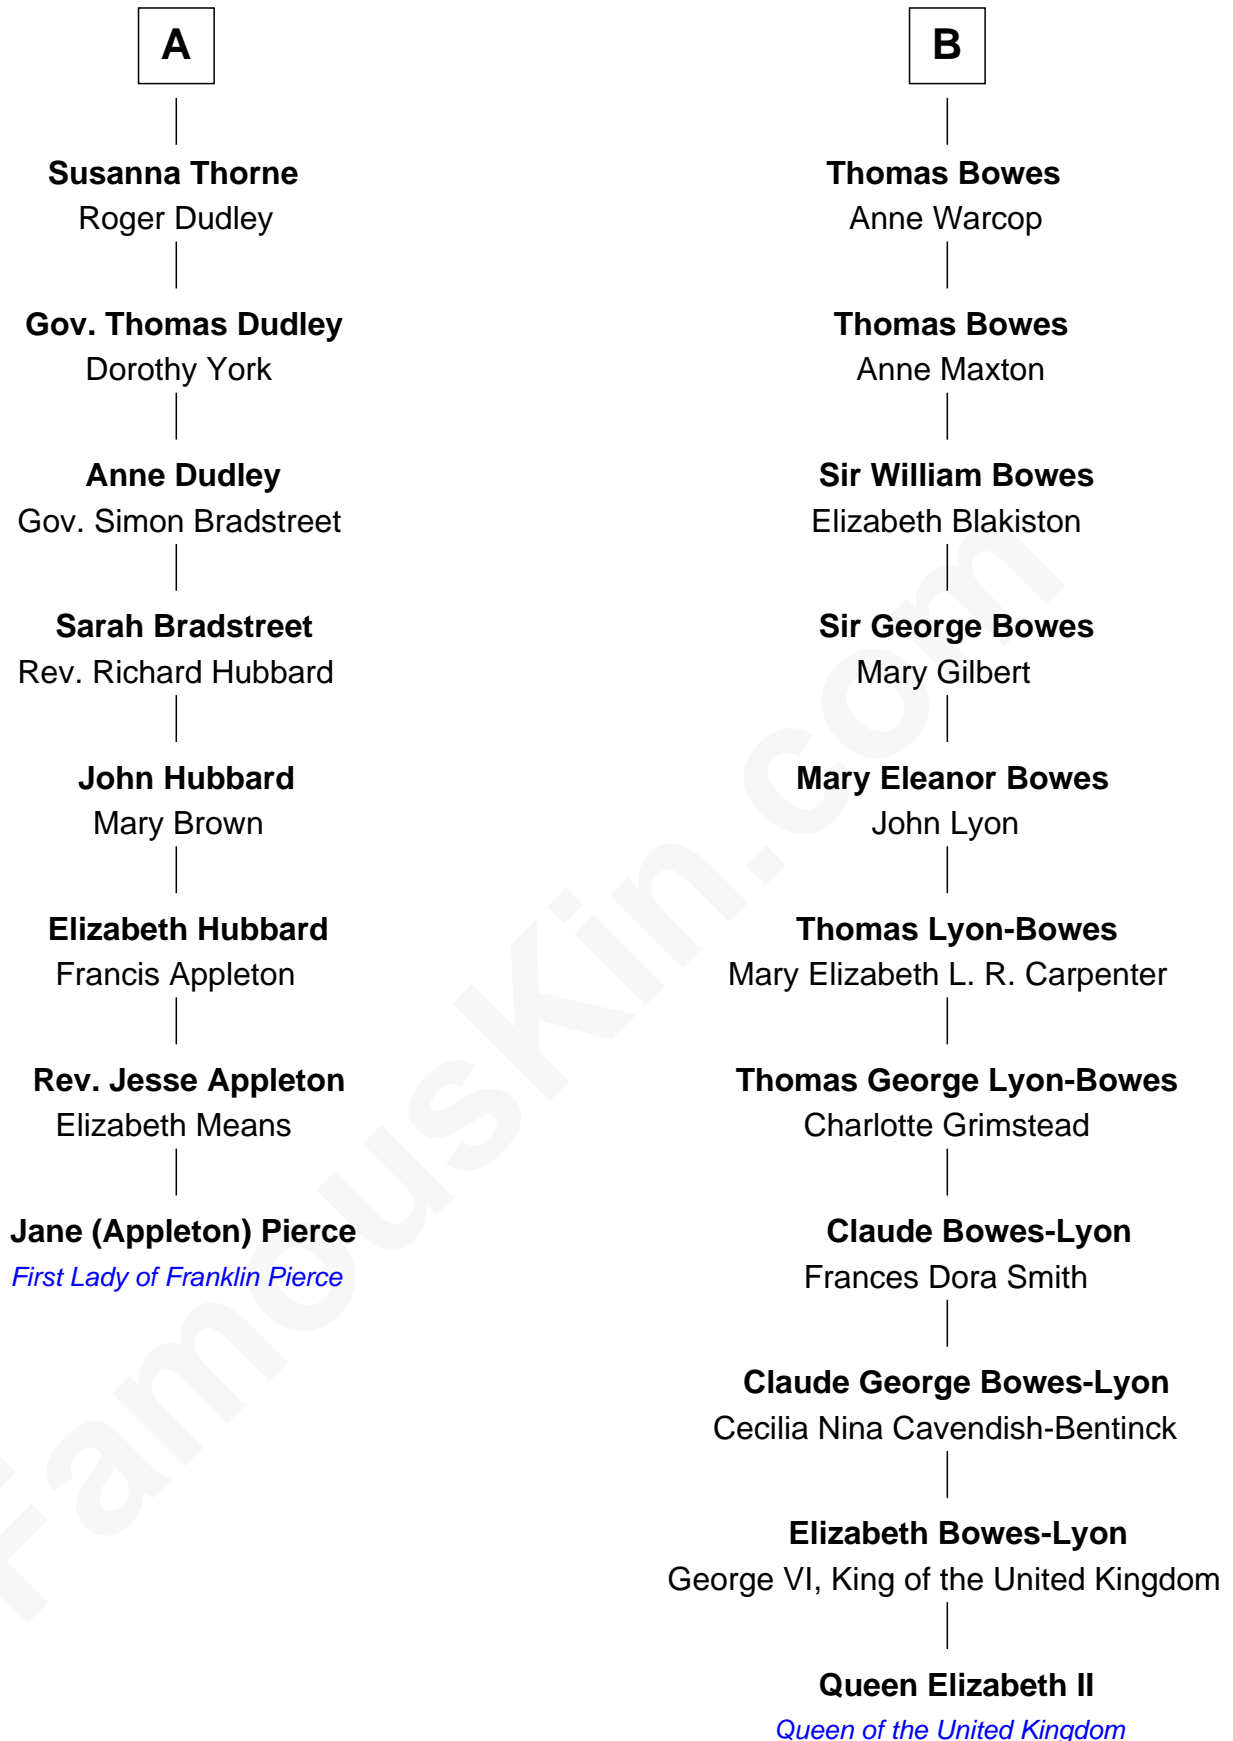 A
Susanna Thorne
Roger Dudley
Gov. Thomas Dudley
Dorothy York
Anne Dudley
Gov. Simon Bradstreet
Sarah Bradstreet
Rev. Richard Hubbard
John Hubbard
Mary Brown
Elizabeth Hubbard
Francis Appleton
Rev. Jesse Appleton
Elizabeth Means
Jane (Appleton) Pierce
First Lady of Franklin Pierce
B
Thomas Bowes
Anne Warcop
Thomas Bowes
Anne Maxton
Sir William Bowes
Elizabeth Blakiston
Sir George Bowes
Mary Gilbert
Mary Eleanor Bowes
John Lyon
Thomas Lyon-Bowes
Mary Elizabeth L. R. Carpenter
Thomas George Lyon-Bowes
Charlotte Grimstead
Claude Bowes-Lyon
Frances Dora Smith
Claude George Bowes-Lyon
Cecilia Nina Cavendish-Bentinck
Elizabeth Bowes-Lyon
George VI, King of the United Kingdom
Queen Elizabeth II
Queen of the United Kingdom
FamousKin.com